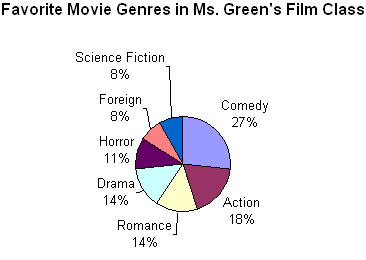 Favorite Movie Genres in Ms. Green's Film Class
Science Fiction
8%
Foreign
8%
Comedy
27%
Horror
11%
Drama
14%
Action
18%
Romance
14%